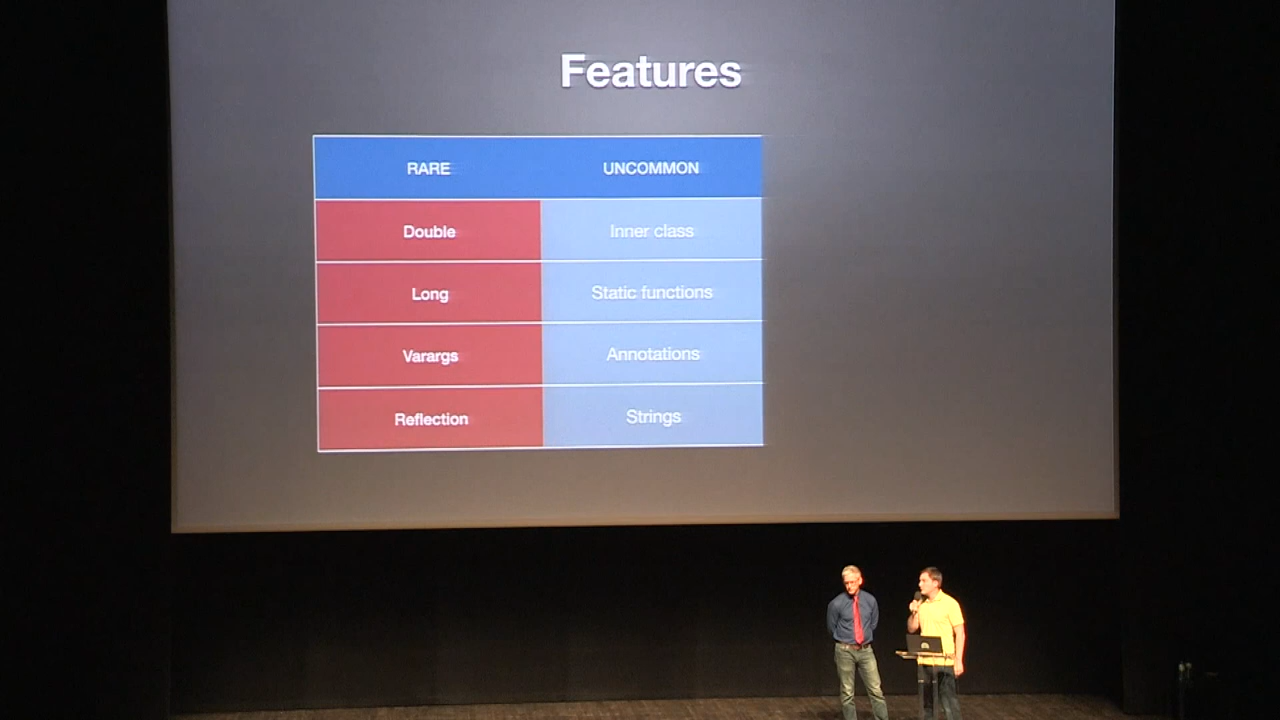 Features
RARE UNCOMMON
Double Inner class
Long Static functions
Varargs Annotations
Reflection Strings